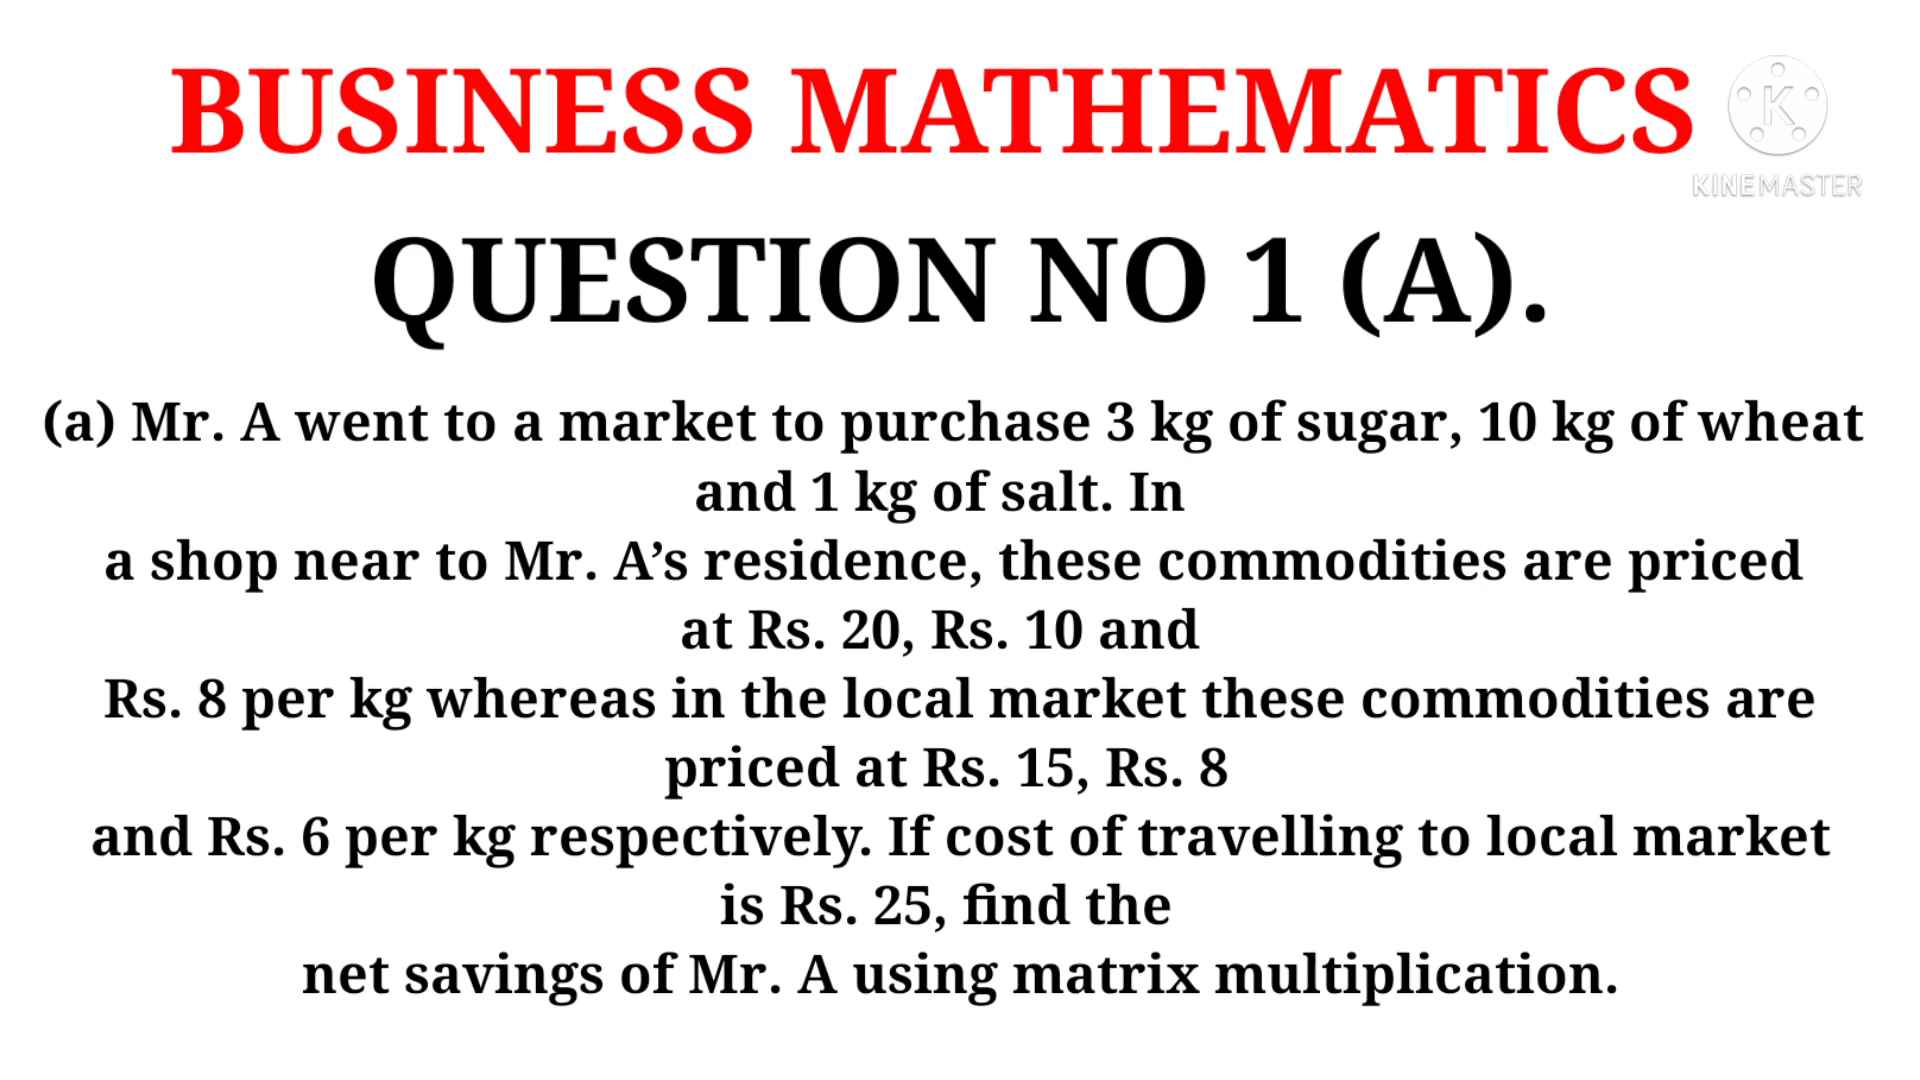 BUSINESS MATHEMATICS
K
KINEMASTER
QUESTION NO 1 (A).
(a) Mr. A went to a market to purchase 3 kg of sugar, 10 kg of wheat
and 1 kg of salt. In
a shop near to Mr. A’s residence, these commodities are priced
at Rs. 20, Rs. 10 and
Rs. 8 per kg whereas in the local market these commodities are
priced at Rs. 15, Rs. 8
and Rs. 6 per kg respectively. If cost of travelling to local market
is Rs. 25, find the
net savings of Mr. A using matrix multiplication.